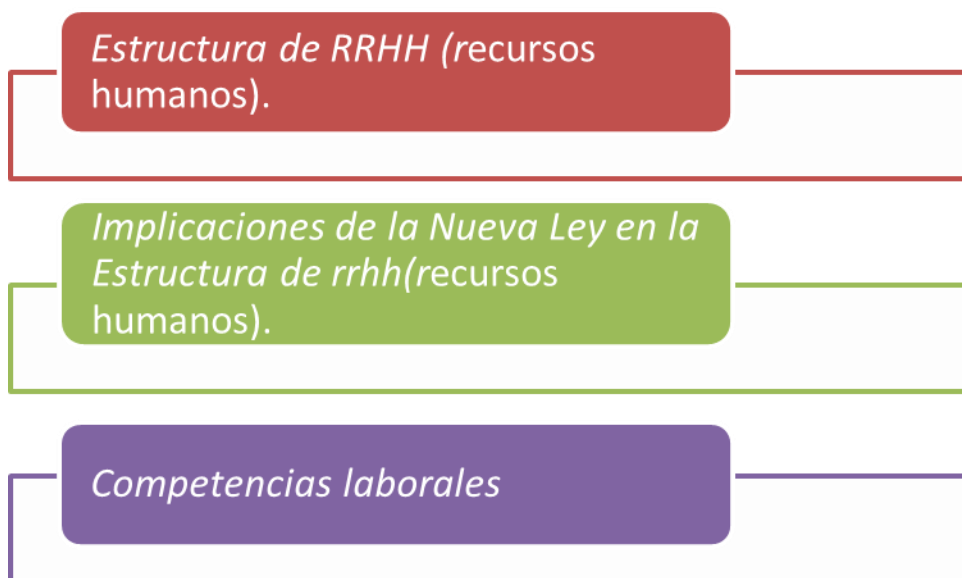 Estructura de RRHH (recursos
humanos).
Implicaciones de la Nueva Ley en la
Estructura de rrhh(recursos
humanos).
Competencias laborales